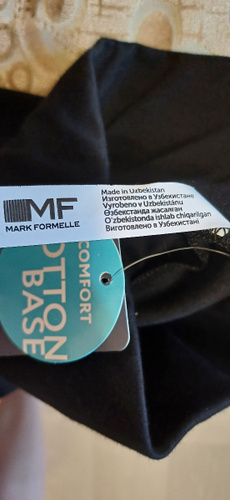 MF
MARK FORMELLE
Made in Uzbekistan
Изготовлено в Узбекистане
Vyrobeno v Uzbekistánu
Өзбекстанда жасалған
O'zbekistonda ishlab chiqarilgan
Виготовлено в Узбекистані
COMFORT
OTTON
BASE